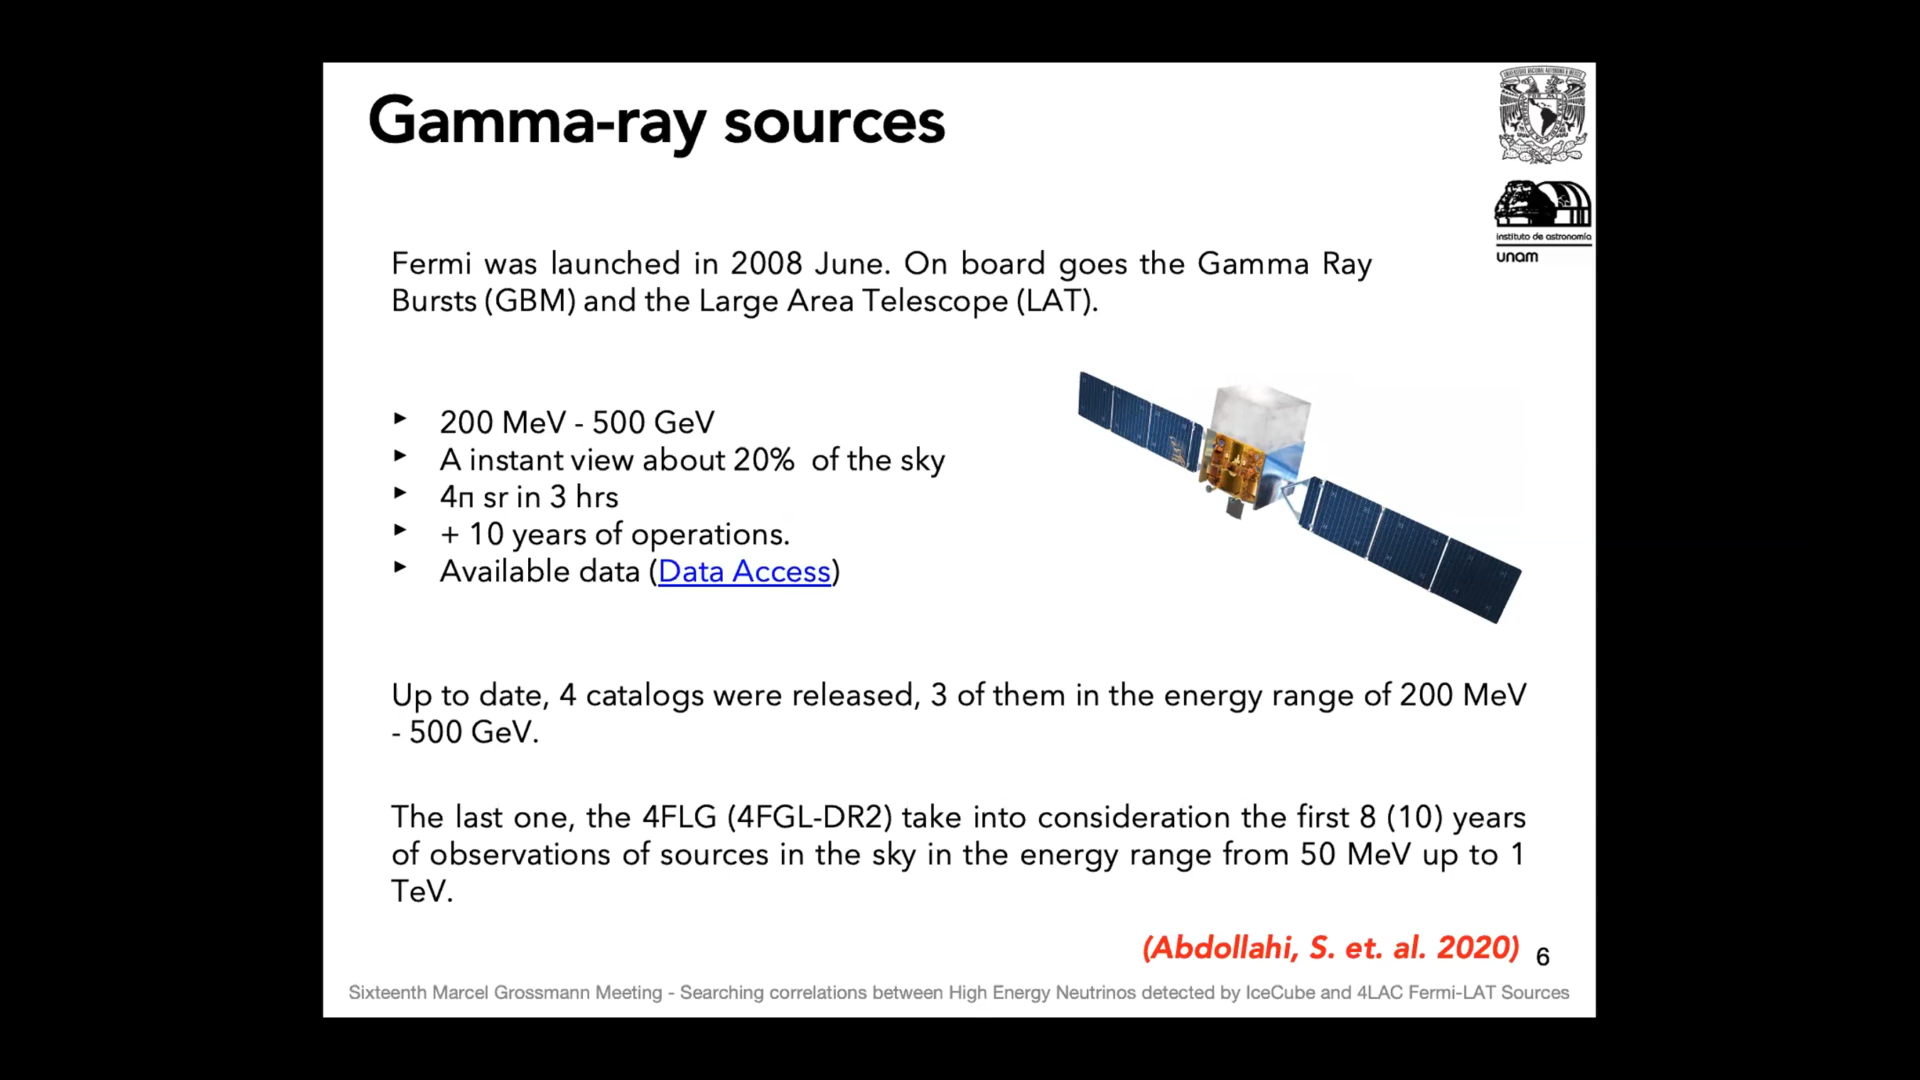 Gamma-ray sources
instituto de astronomía
unam
Fermi was launched in 2008 June. On board goes the Gamma Ray
Bursts (GBM) and the Large Area Telescope (LAT).
‣ 200 MeV - 500 GeV
‣ A instant view about 20% of the sky
‣ 4п sr in 3 hrs
‣ + 10 years of operations.
‣ Available data (Data Access)
Up to date, 4 catalogs were released, 3 of them in the energy range of 200 MeV
- 500 GeV.
The last one, the 4FLG (4FGL-DR2) take into consideration the first 8 (10) years
of observations of sources in the sky in the energy range from 50 MeV up to 1
TeV.
(Abdollahi, S. et. al. 2020)
6
Sixteenth Marcel Grossmann Meeting - Searching correlations between High Energy Neutrinos detected by IceCube and 4LAC Fermi-LAT Sources